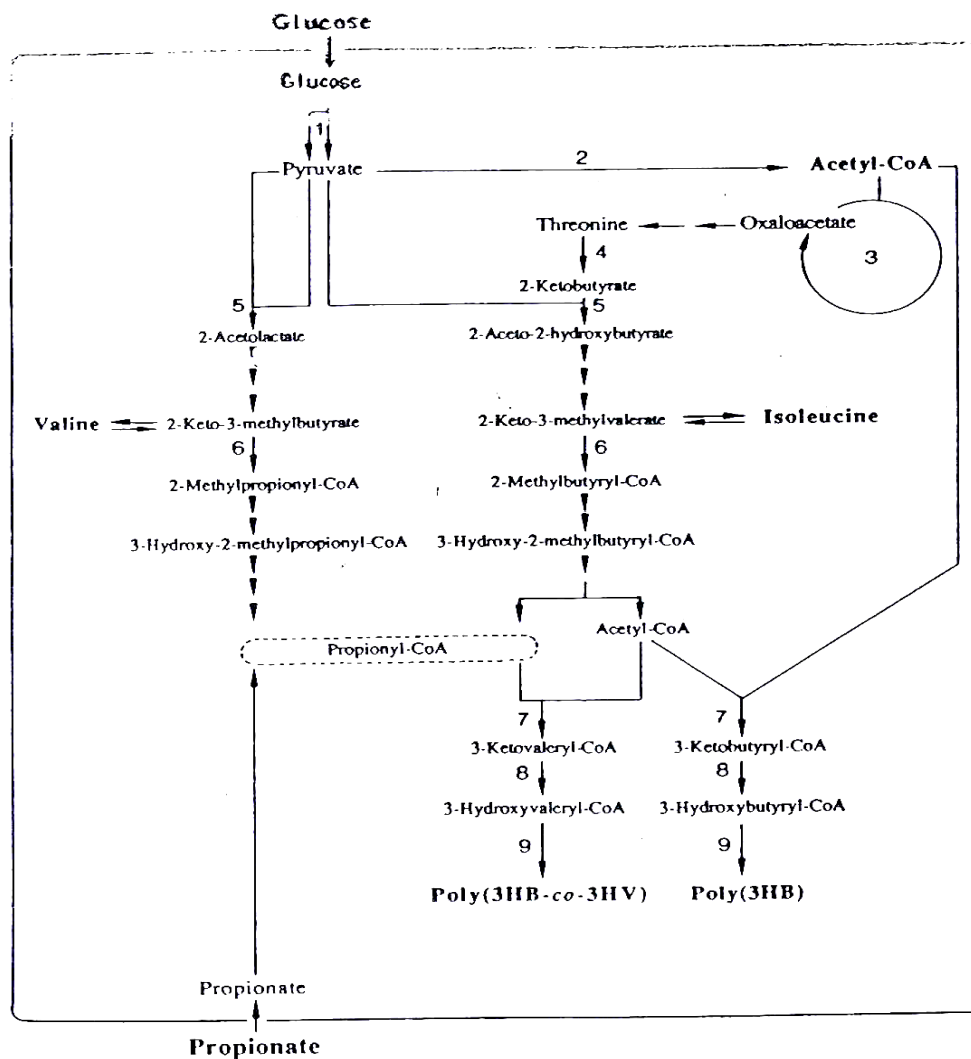 Glucose
Glucose
1
Pyruvate
2
Acetyl-CoA
Threonine
Oxaloacetate
3
4
2-Ketobutyrate
5
5
2-Acetolactate
2-Aceto-2-hydroxybutyrate
Valine
2-Keto-3-methylbutyrate
2-Keto-3-methylvalerate
Isoleucine
6
6
2-Methylpropionyl-CoA
2-Methylbutyryl-CoA
3-Hydroxy-2-methylpropionyl-CoA
3-Hydroxy-2-methylbutyryl-CoA
Acetyl-CoA
Propionyl-CoA
7
7
3-Ketovaleryl-CoA
3-Ketobutyryl-CoA
8
8
3-Hydroxyvaleryl-CoA
3-Hydroxybutyryl-CoA
9
9
Poly(3HB-co-3HV)
Poly(3HB)
Propionate
Propionate